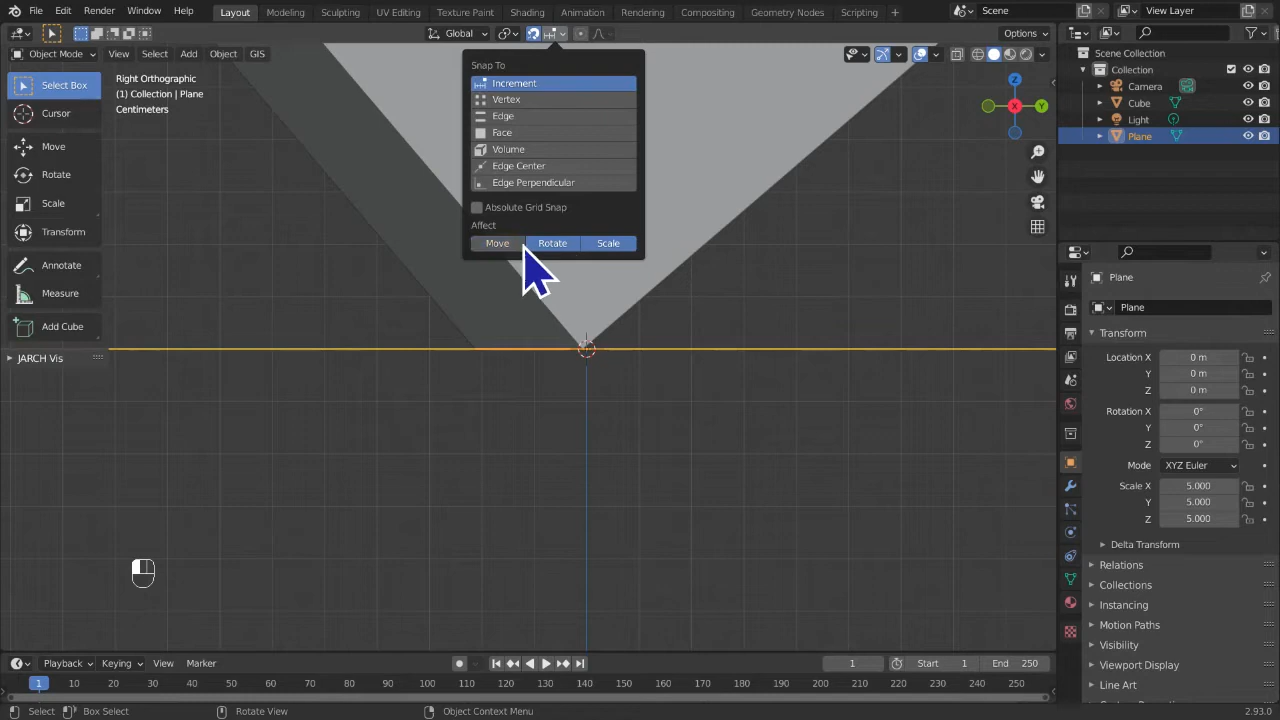 File Edit Render Window Help Layout Modeling Sculpting UV Editing Texture Paint Shading Animation Rendering Compositing Geometry Nodes Scripting + Scene View Layer
Global Options
Object Mode View Select Add Object GIS
Select Box
Cursor
Move
Rotate
Scale
Transform
Annotate
Measure
Add Cube
JARCH Vis
Right Orthographic
(1) Collection | Plane
Centimeters
Snap To
Increment
Vertex
Edge
Face
Volume
Edge Center
Edge Perpendicular
Absolute Grid Snap
Affect
Move Rotate Scale
Z
X
Y
Scene Collection
Collection
Camera
Cube
Light
Plane
Plane
Plane
Transform
Location X 0 m
Y 0 m
Z 0 m
Rotation X 0°
Y 0°
Z 0°
Mode XYZ Euler
Scale X 5.000
Y 5.000
Z 5.000
Delta Transform
Relations
Collections
Instancing
Motion Paths
Visibility
Viewport Display
Line Art
Playback Keying View Marker 1 Start 1 End 250
1 10 20 30 40 50 60 70 80 90 100 110 120 130 140 150 160 170 180 190 200 210 220 230 240 250
Select Box Select Rotate View Object Context Menu 2.93.0